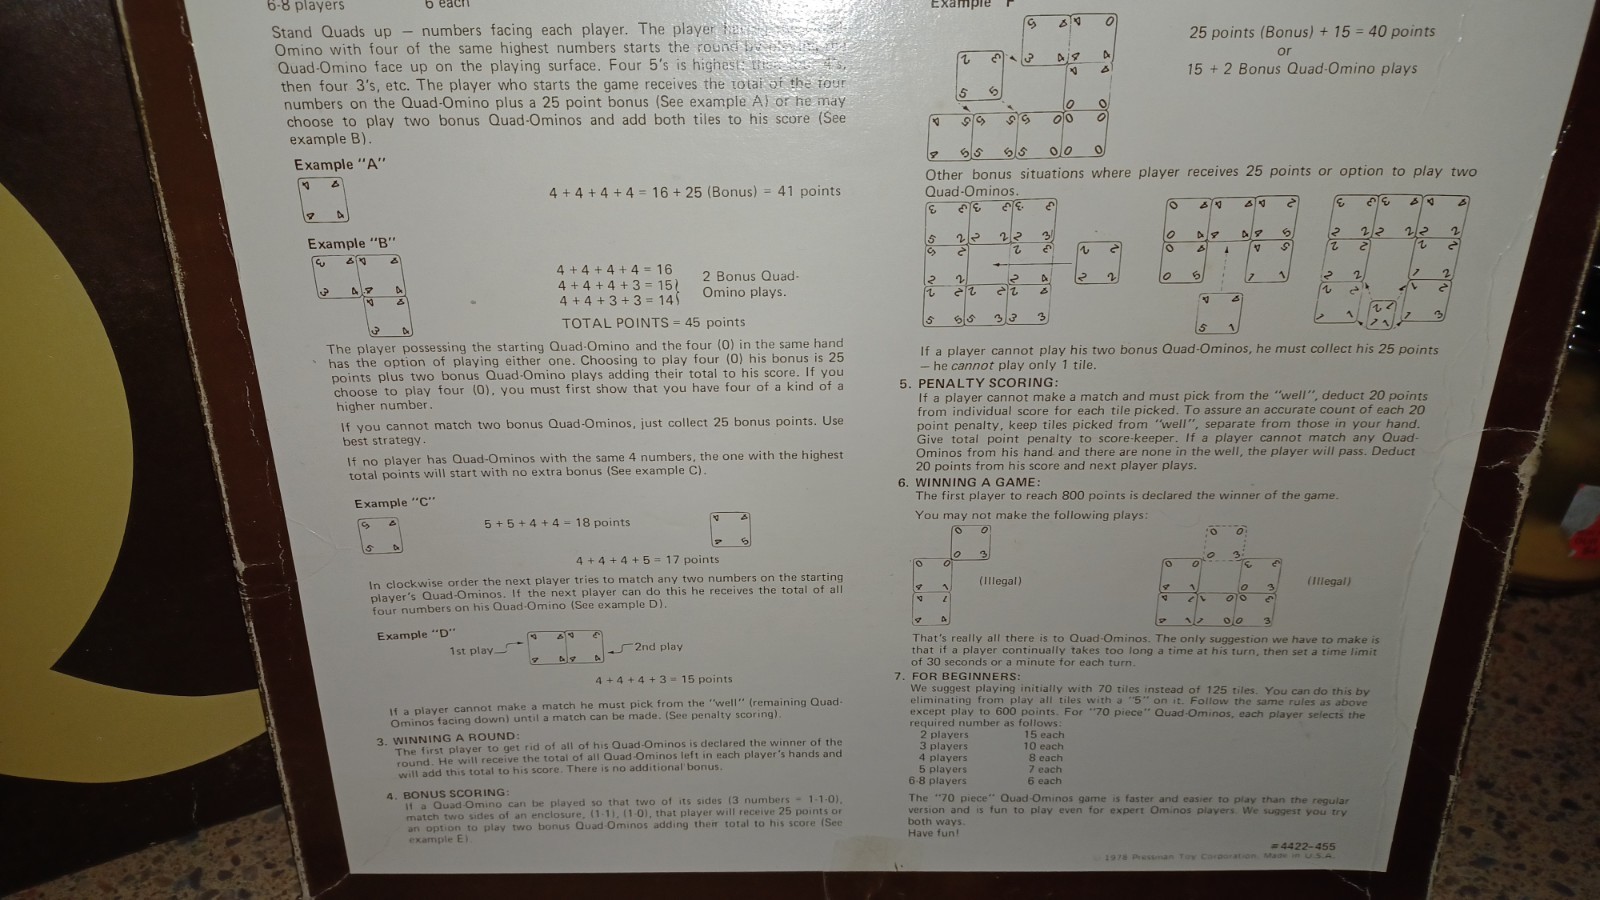 6-8 players 6 each
Stand Quads up — numbers facing each player. The player
Omino with four of the same highest numbers starts the round
Quad-Omino face up on the playing surface. Four 5's is highest, 4's,
then four 3's, etc. The player who starts the game receives the total of the four
numbers on the Quad-Omino plus a 25 point bonus (See example A) or he may
choose to play two bonus Quad-Ominos and add both tiles to his score (See
example B).
Example "A"
4 + 4 + 4 + 4 = 16 + 25 (Bonus) = 41 points
Example "B"
4 + 4 + 4 + 4 = 16
4 + 4 + 4 + 3 = 15
4 + 4 + 3 + 3 = 14
2 Bonus Quad-
Omino plays.
TOTAL POINTS = 45 points
The player possessing the starting Quad-Omino and the four (0) in the same hand
has the option of playing either one. Choosing to play four (0) his bonus is 25
points plus two bonus Quad-Omino plays adding their total to his score. If you
choose to play four (0), you must first show that you have four of a kind of a
higher number.
If you cannot match two bonus Quad-Ominos, just collect 25 bonus points. Use
best strategy.
If no player has Quad-Ominos with the same 4 numbers, the one with the highest
total points will start with no extra bonus (See example C).
Example "C"
5 + 5 + 4 + 4 = 18 points
4 + 4 + 4 + 5 = 17 points
In clockwise order the next player tries to match any two numbers on the starting
player's Quad-Ominos. If the next player can do this he receives the total of all
four numbers on his Quad-Omino (See example D).
Example "D"
1st play
2nd play
4 + 4 + 4 + 3 = 15 points
If a player cannot make a match he must pick from the "well" (remaining Quad-
Ominos facing down) until a match can be made. (See penalty scoring).
3. WINNING A ROUND:
The first player to get rid of all of his Quad-Ominos is declared the winner of the
round. He will receive the total of all Quad-Ominos left in each player's hands and
will add this total to his score. There is no additional bonus.
4. BONUS SCORING:
If a Quad-Omino can be played so that two of its sides (3 numbers - 1-1-0),
match two sides of an enclosure, (1-1), (1-0), that player will receive 25 points or
an option to play two bonus Quad-Ominos adding their total to his score (See
example E)
Example F
25 points (Bonus) + 15 = 40 points
or
15 + 2 Bonus Quad-Omino plays
Other bonus situations where player receives 25 points or option to play two
Quad-Ominos.
If a player cannot play his two bonus Quad-Ominos, he must collect his 25 points
— he cannot play only 1 tile.
5. PENALTY SCORING:
If a player cannot make a match and must pick from the "well", deduct 20 points
from individual score for each tile picked. To assure an accurate count of each 20
point penalty, keep tiles picked from "well", separate from those in your hand.
Give total point penalty to score-keeper. If a player cannot match any Quad-
Ominos from his hand and there are none in the well, the player will pass. Deduct
20 points from his score and next player plays.
6. WINNING A GAME:
The first player to reach 800 points is declared the winner of the game.
You may not make the following plays:
(Illegal)
(Illegal)
That's really all there is to Quad-Ominos. The only suggestion we have to make is
that if a player continually takes too long a time at his turn, then set a time limit
of 30 seconds or a minute for each turn.
7. FOR BEGINNERS:
We suggest playing initially with 70 tiles instead of 125 tiles. You can do this by
eliminating from play all tiles with a "5" on it. Follow the same rules as above
except play to 600 points. For "70 piece" Quad-Ominos, each player selects the
required number as follows:
2 players 15 each
3 players 10 each
4 players 8 each
5 players 7 each
6-8 players 6 each
The "70 piece" Quad-Ominos game is faster and easier to play than the regular
version and is fun to play even for expert Ominos players. We suggest you try
both ways.
Have fun!
#4422-455
1978 Pressman Toy Corporation, Made in U.S.A.